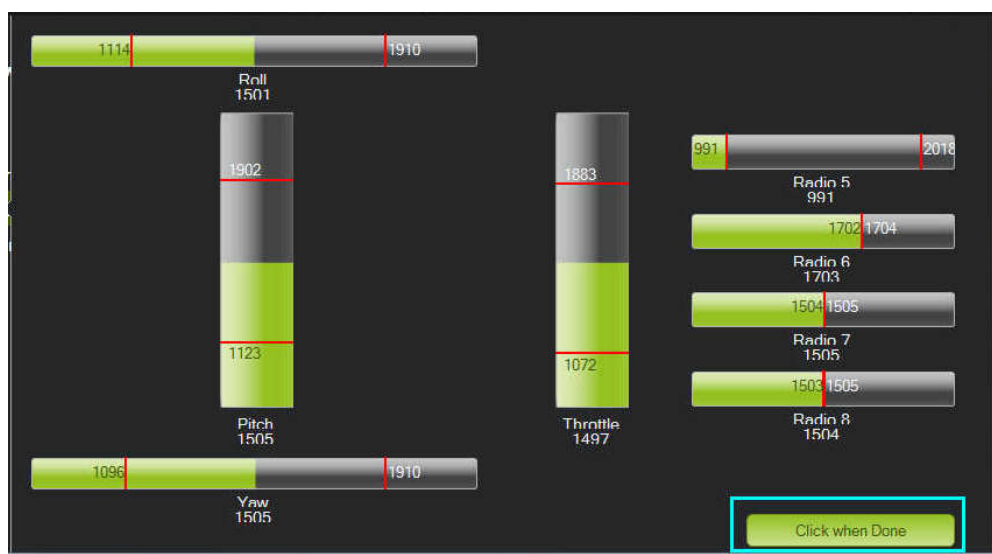 1114 1910
Roll
1501
1902
1123
Pitch
1505
1883
1072
Throttle
1497
991 2018
Radio 5
991
1702 1704
Radio 6
1703
1504 1505
Radio 7
1505
1503 1505
Radio 8
1504
1096 1910
Yaw
1505
Click when Done